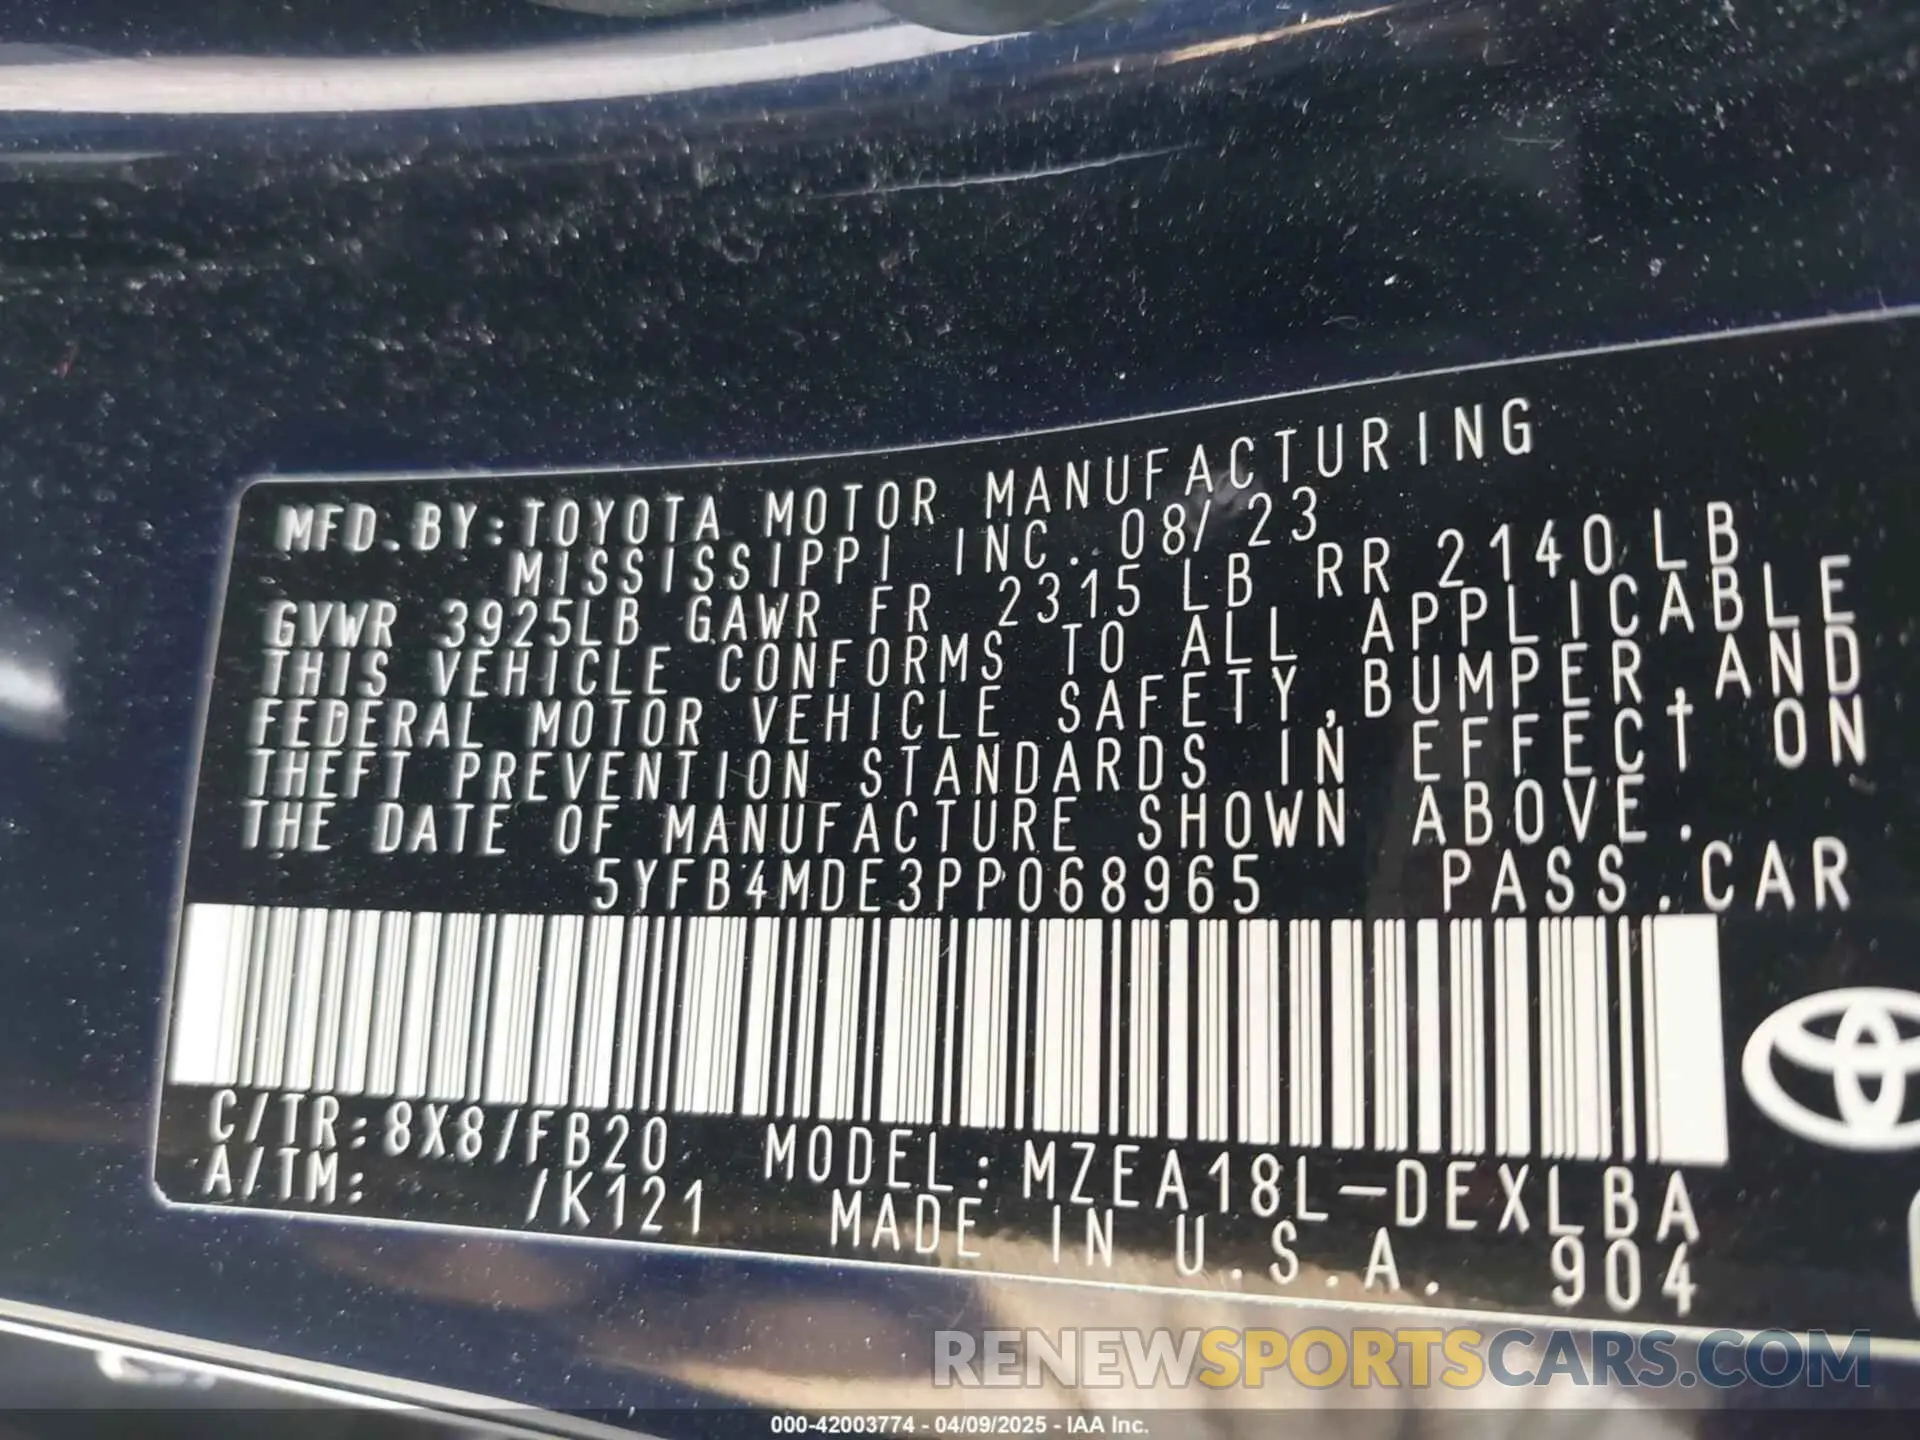 MFD.BY:TOYOTA MOTOR MANUFACTURING
MISSISSIPPI INC. 08/23
GVWR 3925LB GAWR FR 2315 LB RR 2140 LB
THIS VEHICLE CONFORMS TO ALL APPLICABLE
FEDERAL MOTOR VEHICLE SAFETY,BUMPER,AND
THEFT PREVENTION STANDARDS IN EFFECT ON
THE DATE OF MANUFACTURE SHOWN ABOVE.
5YFB4MDE3PP068965 PASS.CAR
C/TR:8X8/FB20 MODEL:MZEA18L-DEXLBA
A/TM: /K121 MADE IN U.S.A. 904
RENEWSPORTSCARS.COM
000-42003774 - 04/09/2025 - IAA Inc.